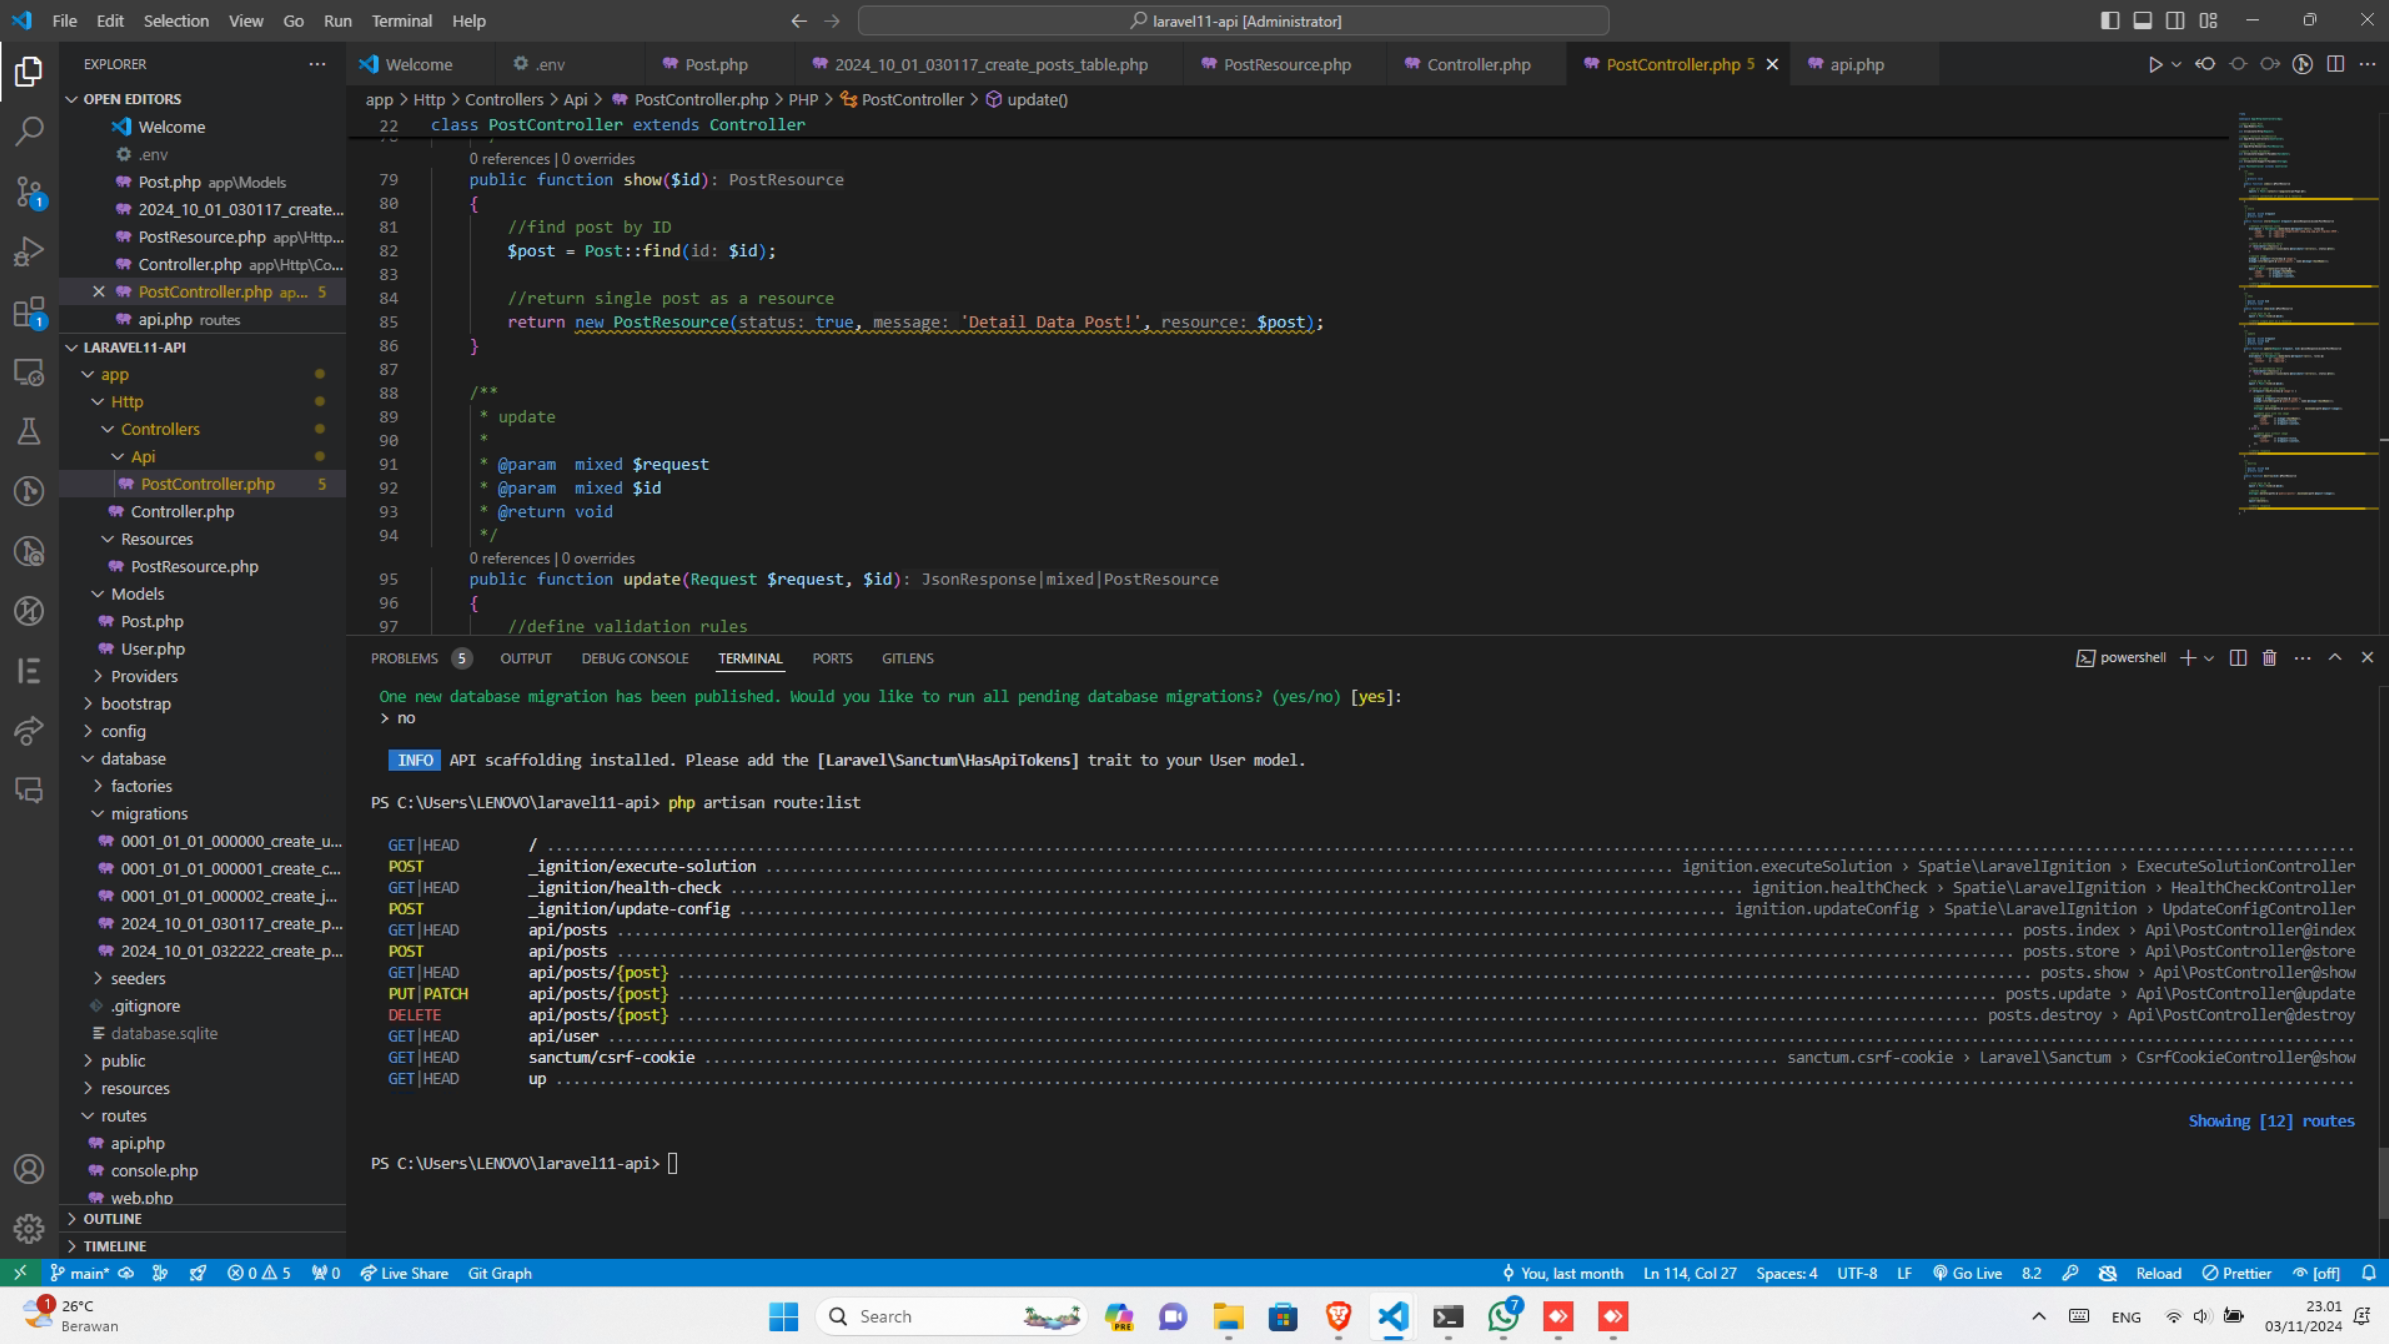 File Edit Selection View Go Run Terminal Help
laravel11-api [Administrator]
EXPLORER
Welcome
.env
Post.php
2024_10_01_030117_create_posts_table.php
PostResource.php
Controller.php
PostController.php 5
api.php
OPEN EDITORS
Welcome
.env
Post.php app\Models
2024_10_01_030117_create...
PostResource.php app\Http...
Controller.php app\Http\Co...
PostController.php ap... 5
api.php routes
LARAVEL11-API
app
Http
Controllers
Api
PostController.php 5
Controller.php
Resources
PostResource.php
Models
Post.php
User.php
Providers
bootstrap
config
database
factories
migrations
0001_01_01_000000_create_u...
0001_01_01_000001_create_c...
0001_01_01_000002_create_j...
2024_10_01_030117_create_p...
2024_10_01_032222_create_p...
seeders
.gitignore
database.sqlite
public
resources
routes
api.php
console.php
web.php
OUTLINE
TIMELINE
app > Http > Controllers > Api > PostController.php > PHP > PostController > update()
22 class PostController extends Controller
0 references | 0 overrides
79 public function show($id): PostResource
80 {
81 //find post by ID
82 $post = Post::find(id: $id);
83
84 //return single post as a resource
85 return new PostResource(status: true, message: 'Detail Data Post!', resource: $post);
86 }
87
88 /**
89 * update
90 *
91 * @param mixed $request
92 * @param mixed $id
93 * @return void
94 */
0 references | 0 overrides
95 public function update(Request $request, $id): JsonResponse|mixed|PostResource
96 {
97 //define validation rules
PROBLEMS 5 OUTPUT DEBUG CONSOLE TERMINAL PORTS GITLENS
powershell
One new database migration has been published. Would you like to run all pending database migrations? (yes/no) [yes]:
> no
INFO API scaffolding installed. Please add the [Laravel\Sanctum\HasApiTokens] trait to your User model.
PS C:\Users\LENOVO\laravel11-api> php artisan route:list
GET|HEAD / ........
POST _ignition/execute-solution ........ ignition.executeSolution › Spatie\LaravelIgnition › ExecuteSolutionController
GET|HEAD _ignition/health-check ........ ignition.healthCheck › Spatie\LaravelIgnition › HealthCheckController
POST _ignition/update-config ........ ignition.updateConfig › Spatie\LaravelIgnition › UpdateConfigController
GET|HEAD api/posts ........ posts.index › Api\PostController@index
POST api/posts ........ posts.store › Api\PostController@store
GET|HEAD api/posts/{post} ........ posts.show › Api\PostController@show
PUT|PATCH api/posts/{post} ........ posts.update › Api\PostController@update
DELETE api/posts/{post} ........ posts.destroy › Api\PostController@destroy
GET|HEAD api/user ........
GET|HEAD sanctum/csrf-cookie ........ sanctum.csrf-cookie › Laravel\Sanctum › CsrfCookieController@show
GET|HEAD up ........
Showing [12] routes
PS C:\Users\LENOVO\laravel11-api>
main* 0 5 0 Live Share Git Graph
You, last month Ln 114, Col 27 Spaces: 4 UTF-8 LF Go Live 8.2 Reload Prettier [off]
1 26°C
Berawan
Search
PRE
7
ENG
23.01
03/11/2024